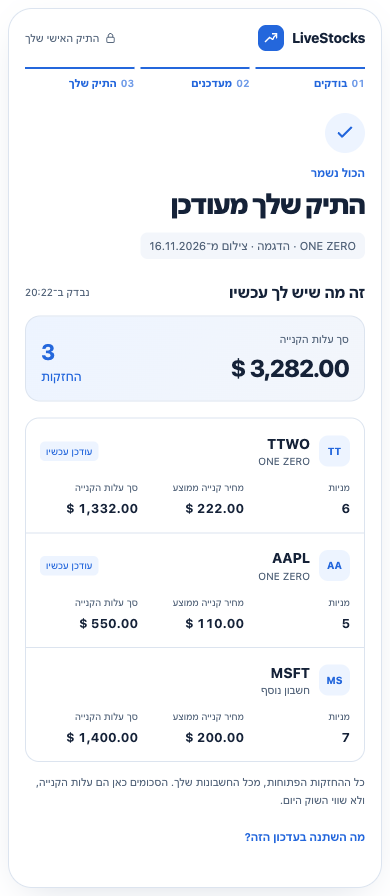 LiveStocks
התיק האישי שלך
01 בודקים
02 מעדכנים
03 התיק שלך
הכול נשמר
התיק שלך מעודכן
ONE ZERO · הדגמה · צילום מ־16.11.2026
זה מה שיש לך עכשיו
נבדק ב־20:22
סך עלות הקנייה
$ 3,282.00
3
החזקות
TT
TTWO
ONE ZERO
עודכן עכשיו
מניות
מחיר קנייה ממוצע
סך עלות הקנייה
6
$ 222.00
$ 1,332.00
AA
AAPL
ONE ZERO
עודכן עכשיו
מניות
מחיר קנייה ממוצע
סך עלות הקנייה
5
$ 110.00
$ 550.00
MS
MSFT
חשבון נוסף
מניות
מחיר קנייה ממוצע
סך עלות הקנייה
7
$ 200.00
$ 1,400.00
כל ההחזקות הפתוחות, מכל החשבונות שלך. הסכומים כאן הם עלות הקנייה,
ולא שווי השוק היום.
מה השתנה בעדכון הזה?